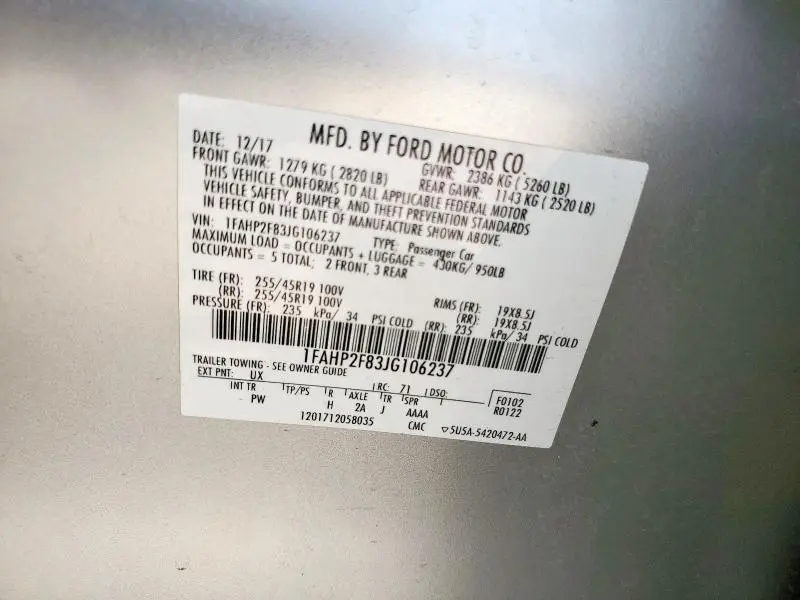 MFD. BY FORD MOTOR CO.
DATE: 12/17 GVWR: 2386 KG ( 5260 LB)
FRONT GAWR: 1279 KG ( 2820 LB) REAR GAWR: 1143 KG ( 2520 LB)
THIS VEHICLE CONFORMS TO ALL APPLICABLE FEDERAL MOTOR
VEHICLE SAFETY, BUMPER, AND THEFT PREVENTION STANDARDS
IN EFFECT ON THE DATE OF MANUFACTURE SHOWN ABOVE.
VIN: 1FAHP2F83JG106237 TYPE: Passenger Car
MAXIMUM LOAD = OCCUPANTS + LUGGAGE = 430KG/ 950LB
OCCUPANTS = 5 TOTAL; 2 FRONT, 3 REAR
TIRE (FR): 255/45R19 100V RIMS (FR): 19X8.5J
(RR): 255/45R19 100V (RR): 19X8.5J
PRESSURE (FR): 235 kPa/ 34 PSI COLD (RR): 235 kPa/ 34 PSI COLD
1FAHP2F83JG106237
TRAILER TOWING - SEE OWNER GUIDE
EXT PNT: UX RC: 71 DSO: F0102
INT TR TP/PS R AXLE TR SPR R0122
PW H 2A J AAAA
1201712058035 CMC ▽5U5A-5420472-AA